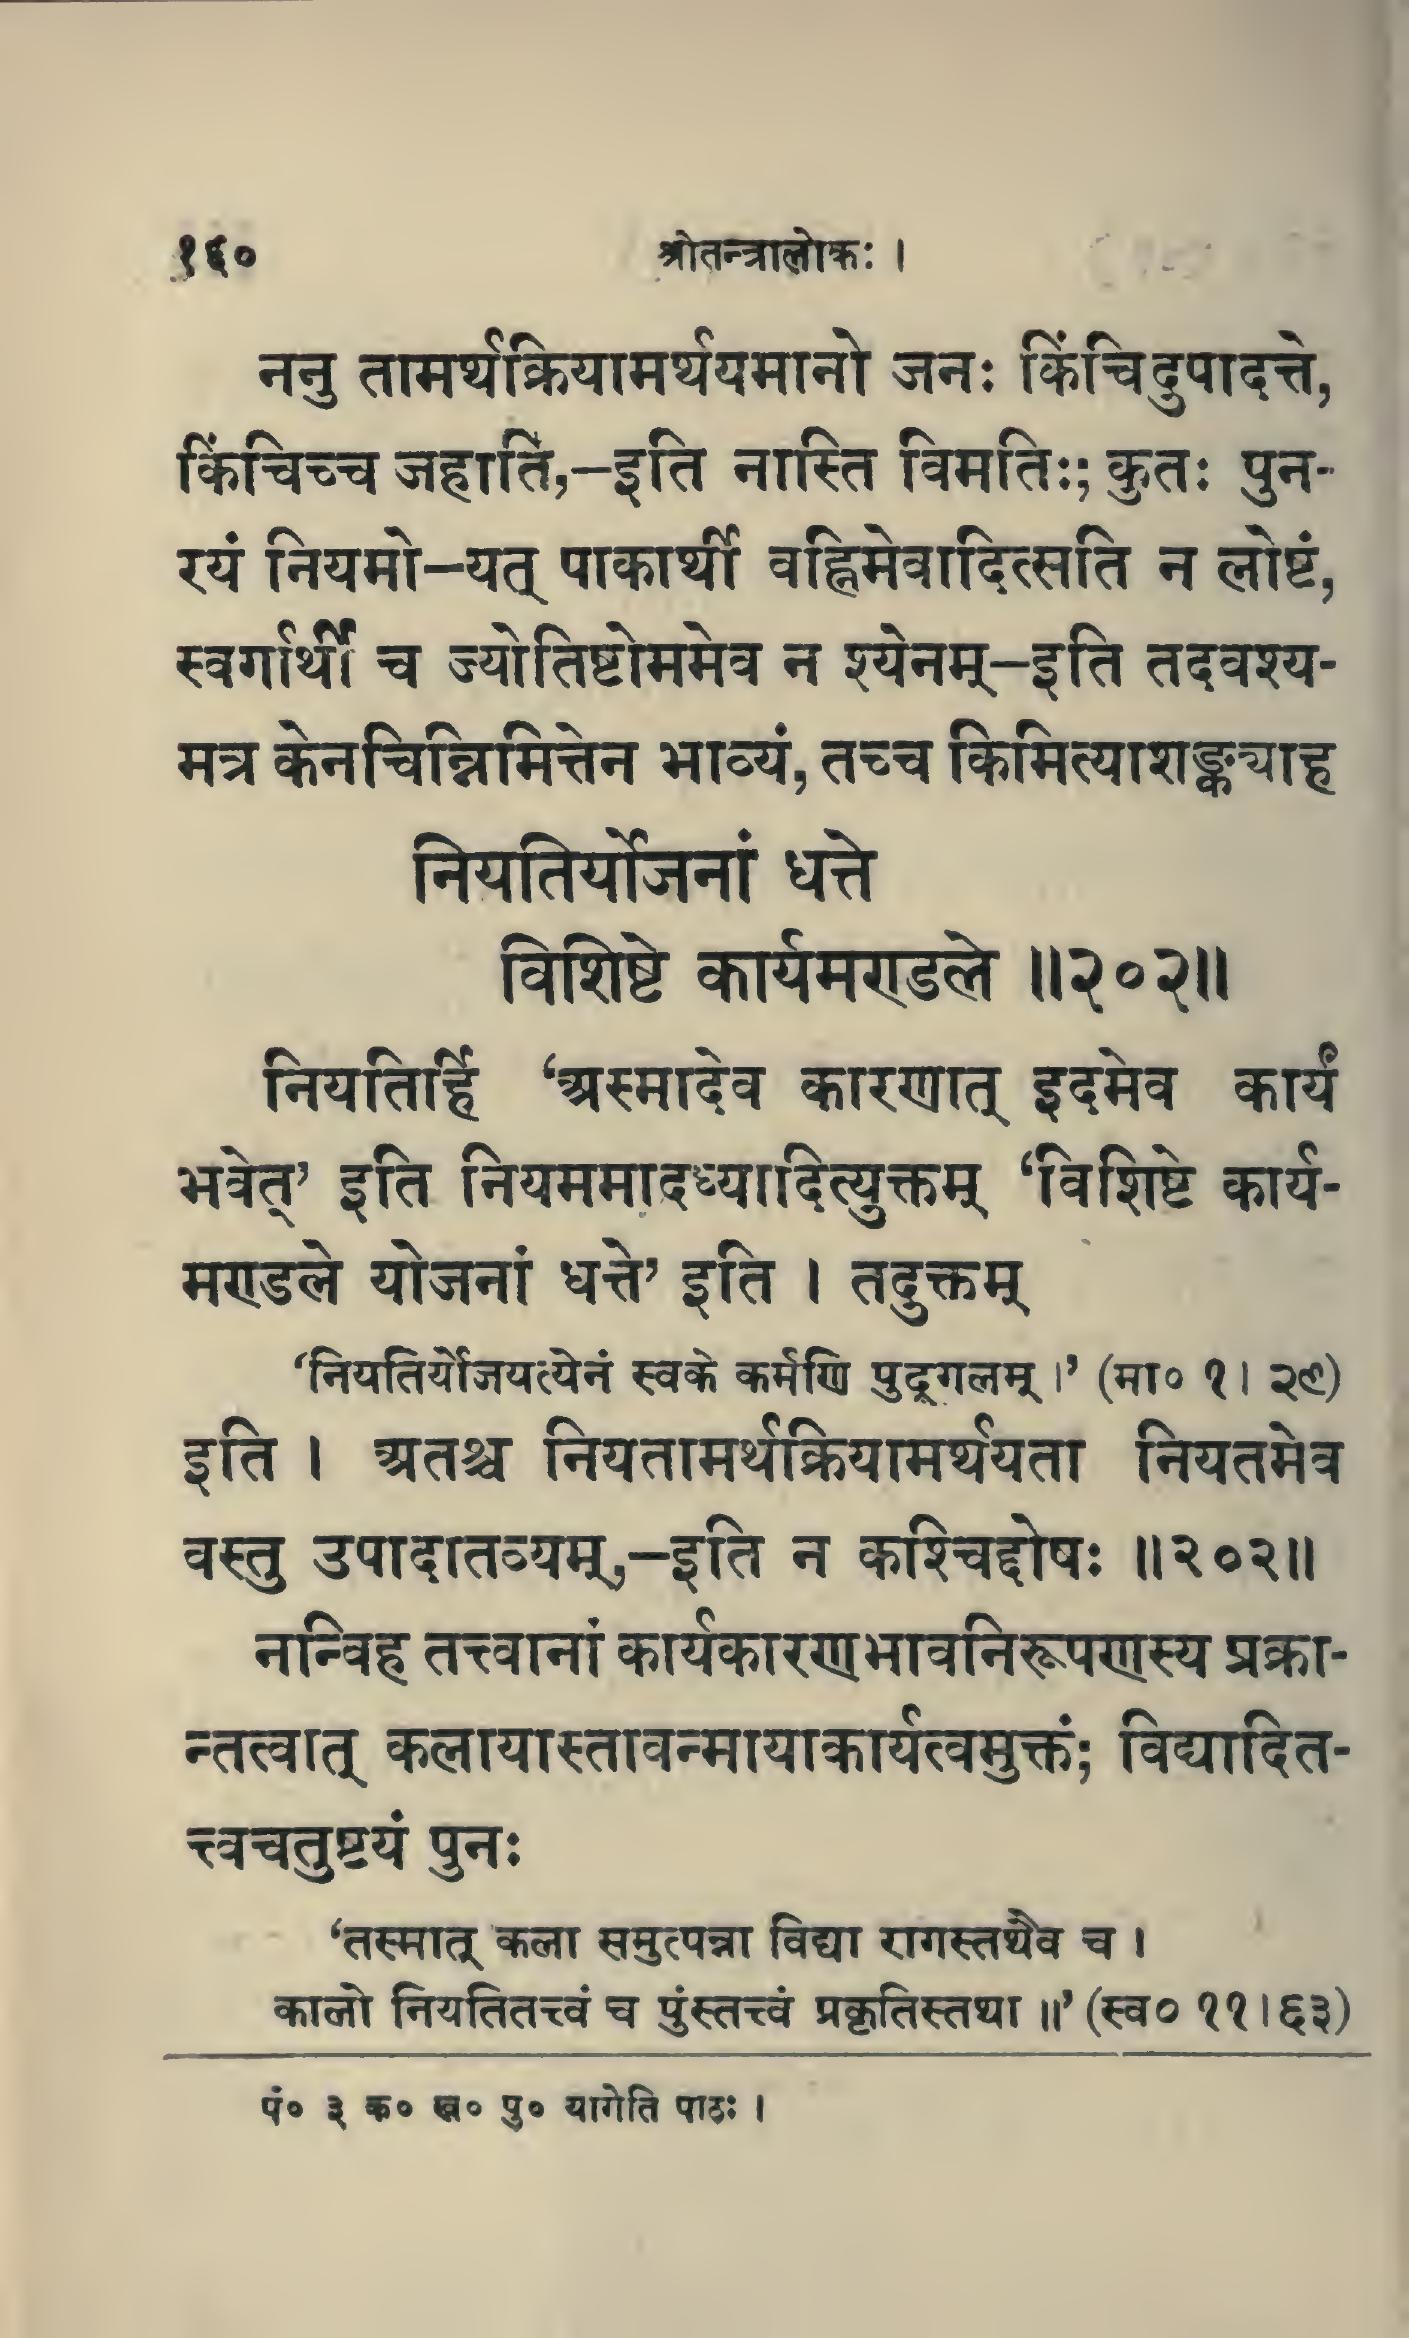 १६०
श्रीतन्त्रालोकः ।
ननु तामर्थक्रियामर्थयमानो जनः किंचिदुपादत्ते,
किंचिच्च जहाति,—इति नास्ति विमतिः; कुतः पुन-
रयं नियमो—यत् पाकार्थी वह्निमेवादित्सति न लोष्टं,
स्वर्गार्थी च ज्योतिष्टोममेव न श्येनम्—इति तदवश्य-
मत्र केनचिन्निमित्तेन भाव्यं, तच्च किमित्याशङ्क्याह
नियतिर्योजनां धत्ते
विशिष्टे कार्यमण्डले ॥२०२॥
नियतिर्हि ‘अस्मादेव कारणात् इदमेव कार्यं
भवेत्’ इति नियममादध्यादित्युक्तम् ‘विशिष्टे कार्य-
मण्डले योजनां धत्ते’ इति । तदुक्तम्
‘नियतिर्योजयत्येनं स्वके कर्मणि पुद्गलम् ।’ (मा० १। २९)
इति । अतश्च नियतामर्थक्रियामर्थयता नियतमेव
वस्तु उपादातव्यम्,—इति न कश्चिद्दोषः ॥२०२॥
नन्विह तत्त्वानां कार्यकारणभावनिरूपणस्य प्रक्रा-
न्तत्वात् कलायास्तावन्मायाकार्यत्वमुक्तं; विद्यादित-
त्त्वचतुष्टयं पुनः
‘तस्मात् कला समुत्पन्ना विद्या रागस्तथैव च ।
कालो नियतितत्त्वं च पुंस्तत्त्वं प्रकृतिस्तथा ॥’ (स्व० ११।६३)
पं० ३ क० ख० पु० यागेति पाठः ।